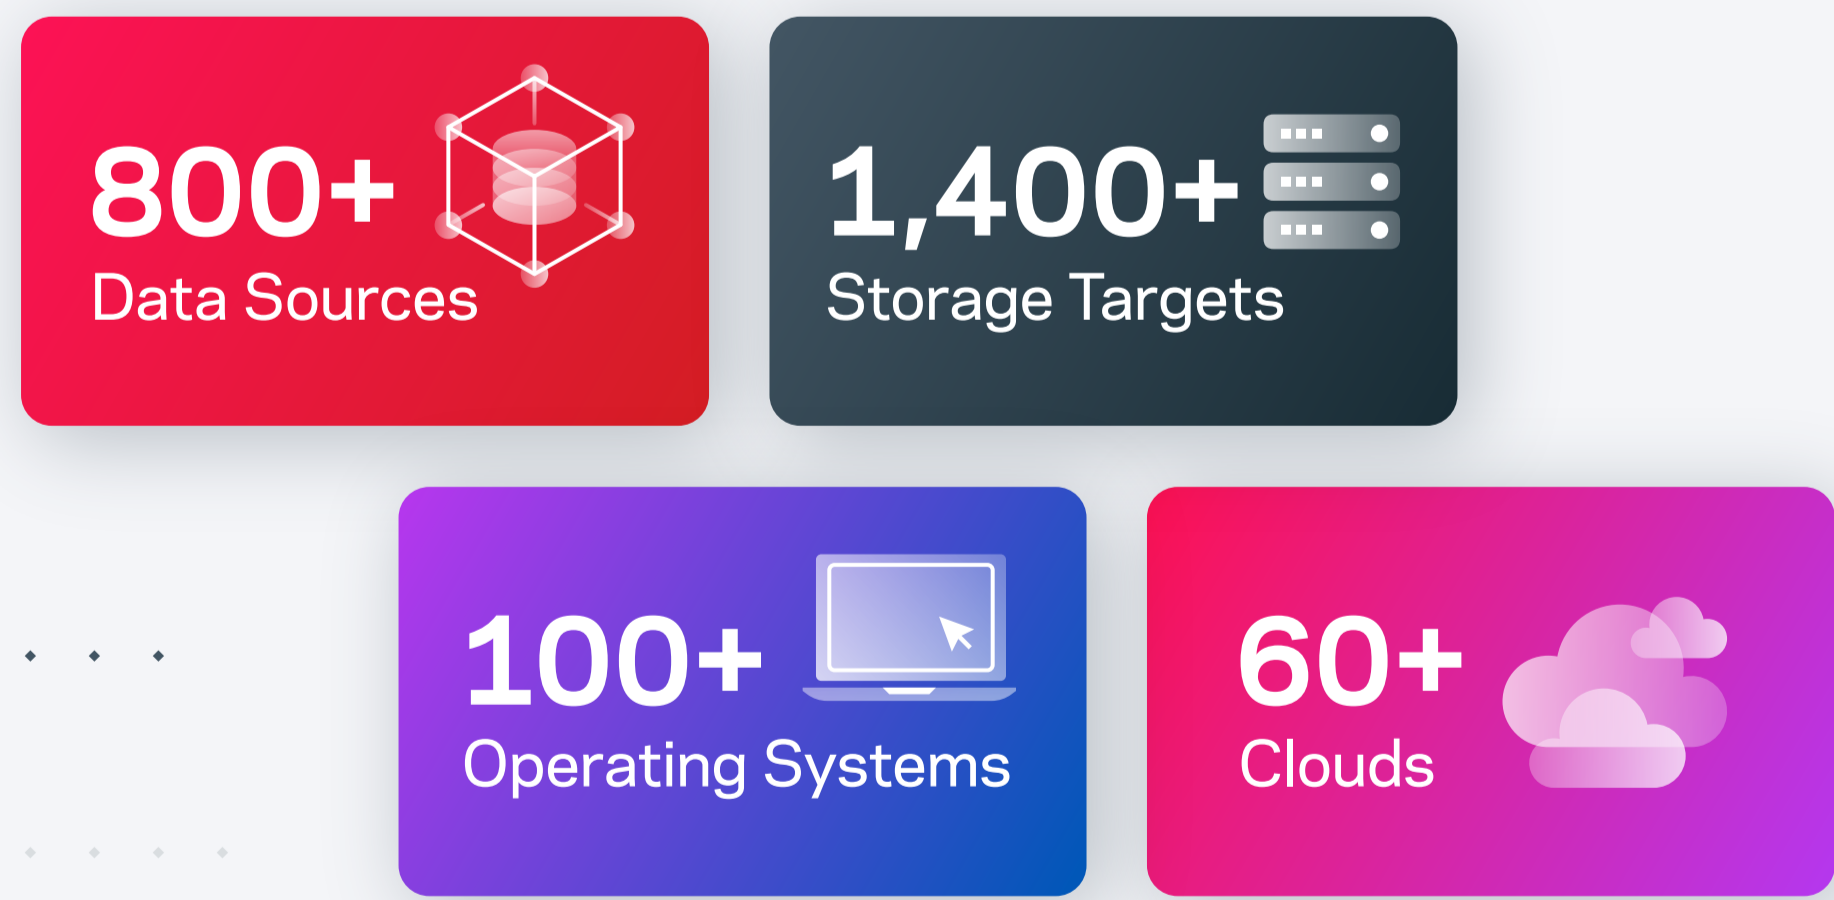 800+
Data Sources
1,400+
Storage Targets
100+
Operating Systems
60+
Clouds